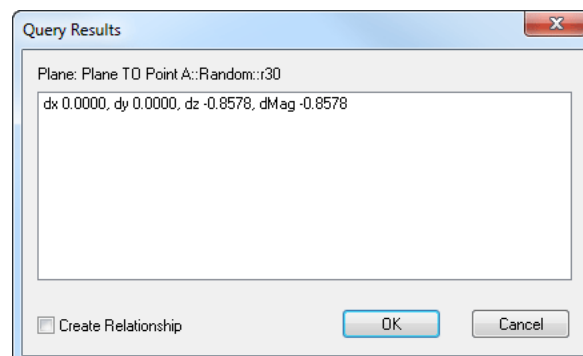 Query Results
Plane: Plane TO Point A::Random::r30
dx 0.0000, dy 0.0000, dz -0.8578, dMag -0.8578
Create Relationship
OK
Cancel